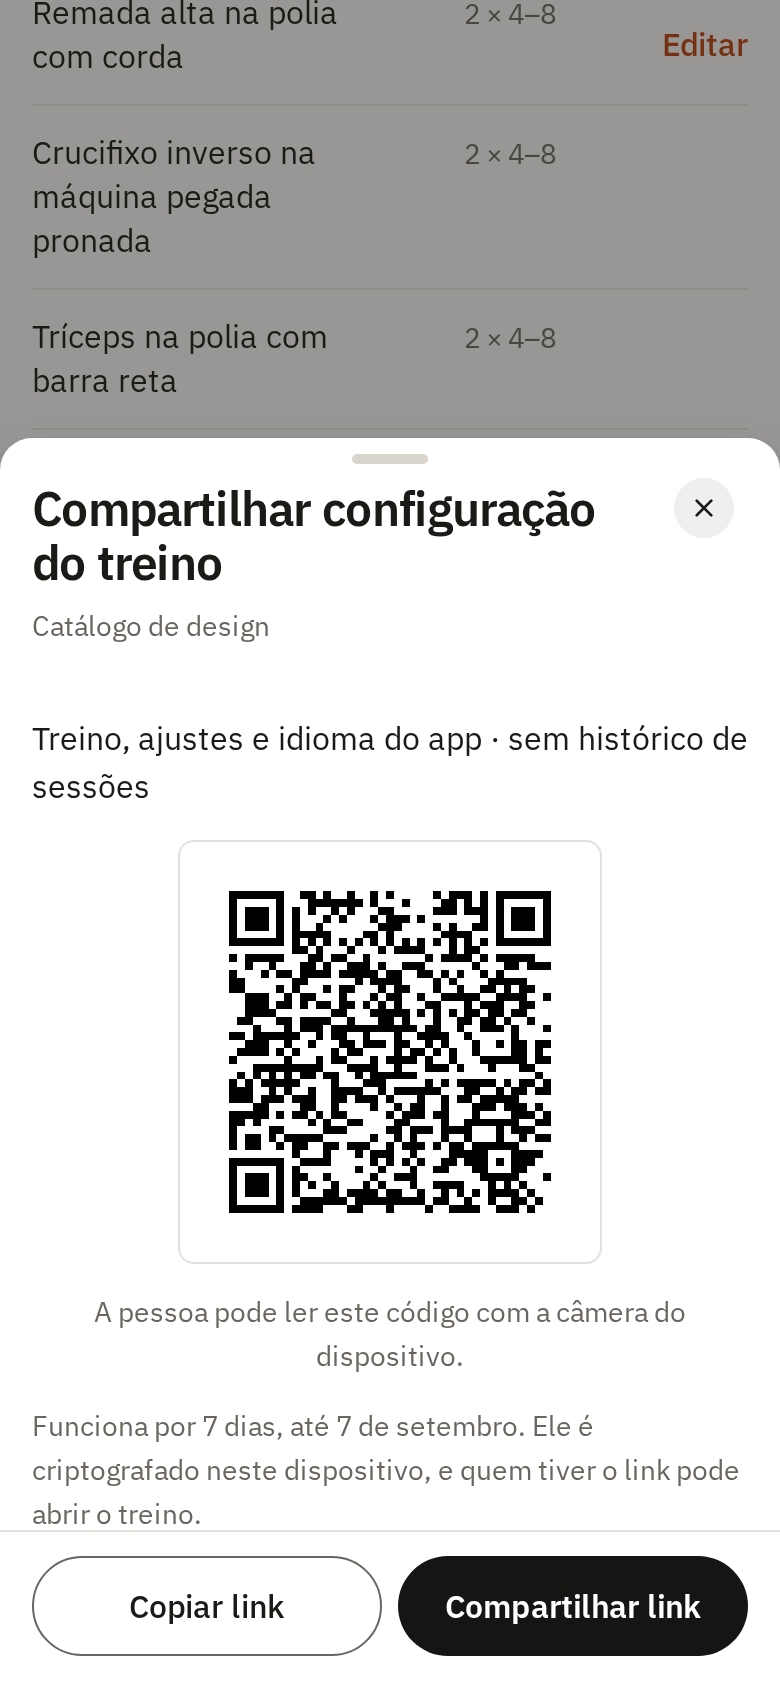 Remada alta na polia
com corda
2 × 4–8
Editar
Crucifixo inverso na
máquina pegada
pronada
2 × 4–8
Tríceps na polia com
barra reta
2 × 4–8
Compartilhar configuração
do treino
Catálogo de design
Treino, ajustes e idioma do app · sem histórico de
sessões
A pessoa pode ler este código com a câmera do
dispositivo.
Funciona por 7 dias, até 7 de setembro. Ele é
criptografado neste dispositivo, e quem tiver o link pode
abrir o treino.
Copiar link
Compartilhar link